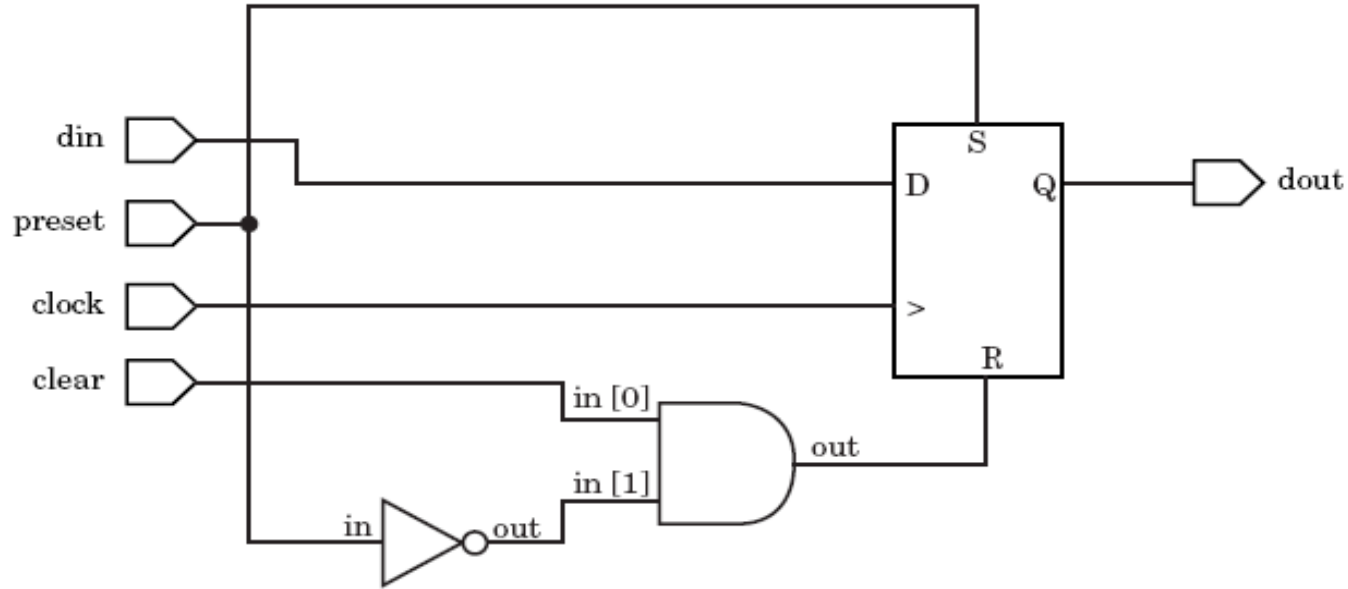 din
preset
clock
clear
S
D
Q
>
R
dout
in [0]
in [1]
out
in
out